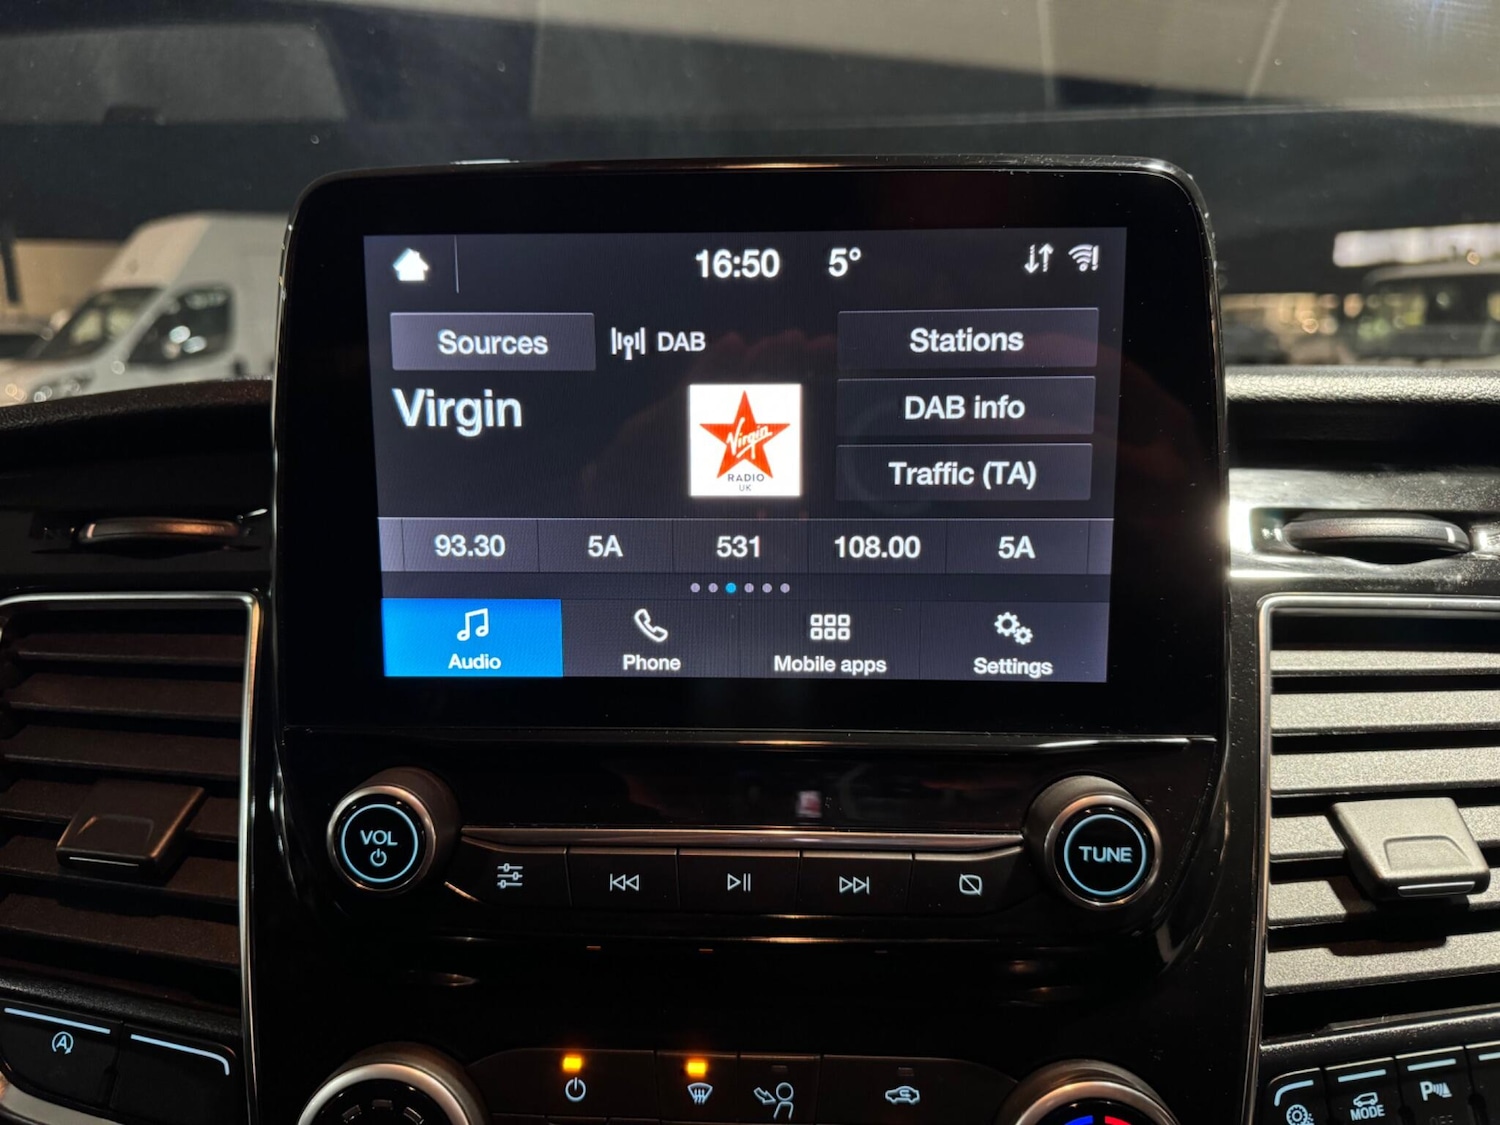 16:50 5°
Sources DAB Stations
Virgin
DAB info
Virgin
RADIO
UK
Traffic (TA)
93.30 5A 531 108.00 5A
Audio Phone Mobile apps Settings
VOL
TUNE
A
MODE
P
OFF